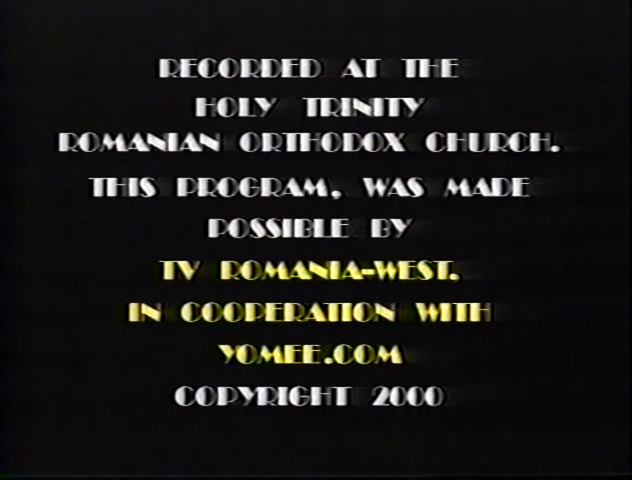 RECORDED AT THE
HOLY TRINITY
ROMANIAN ORTHODOX CHURCH.
THIS PROGRAM, WAS MADE
POSSIBLE BY
TV ROMANIA-WEST.
IN COOPERATION WITH
YOMEE.COM
COPYRIGHT 2000